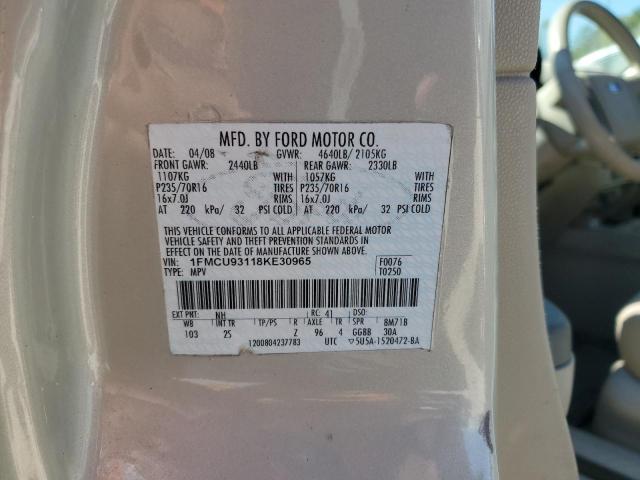 MFD. BY FORD MOTOR CO.
DATE: 04/08 GVWR: 4640LB/ 2105KG
FRONT GAWR: 2440LB REAR GAWR: 2330LB
1107KG WITH 1057KG WITH
P235/70R16 TIRES P235/70R16 TIRES
16x7.0J RIMS 16x7.0J RIMS
AT 220 kPa/ 32 PSI COLD AT 220 kPa/ 32 PSI COLD
THIS VEHICLE CONFORMS TO ALL APPLICABLE FEDERAL MOTOR
VEHICLE SAFETY AND THEFT PREVENTION STANDARDS IN
EFFECT ON THE DATE OF MANUFACTURE SHOWN ABOVE.
VIN: 1FMCU93118KE30965 F0076
TYPE: MPV T0250
EXT PNT: NH RC: 41 DSO:
WB INT TR TP/PS R AXLE TR SPR BM71B
103 2S Z 96 4 GGBB 30A
1200804237783 UTC ▽5U5A-1520472-BA